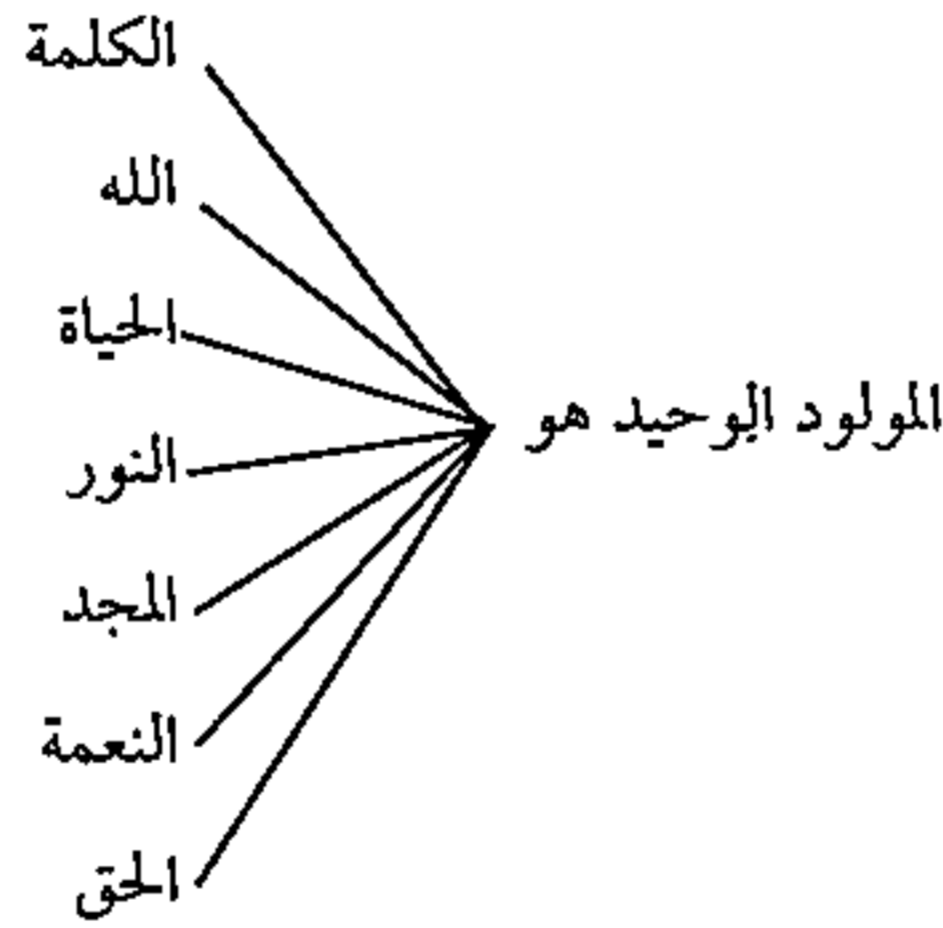 المولود الوحيد هو
الكلمة
الله
الحياة
النور
المجد
النعمة
الحق